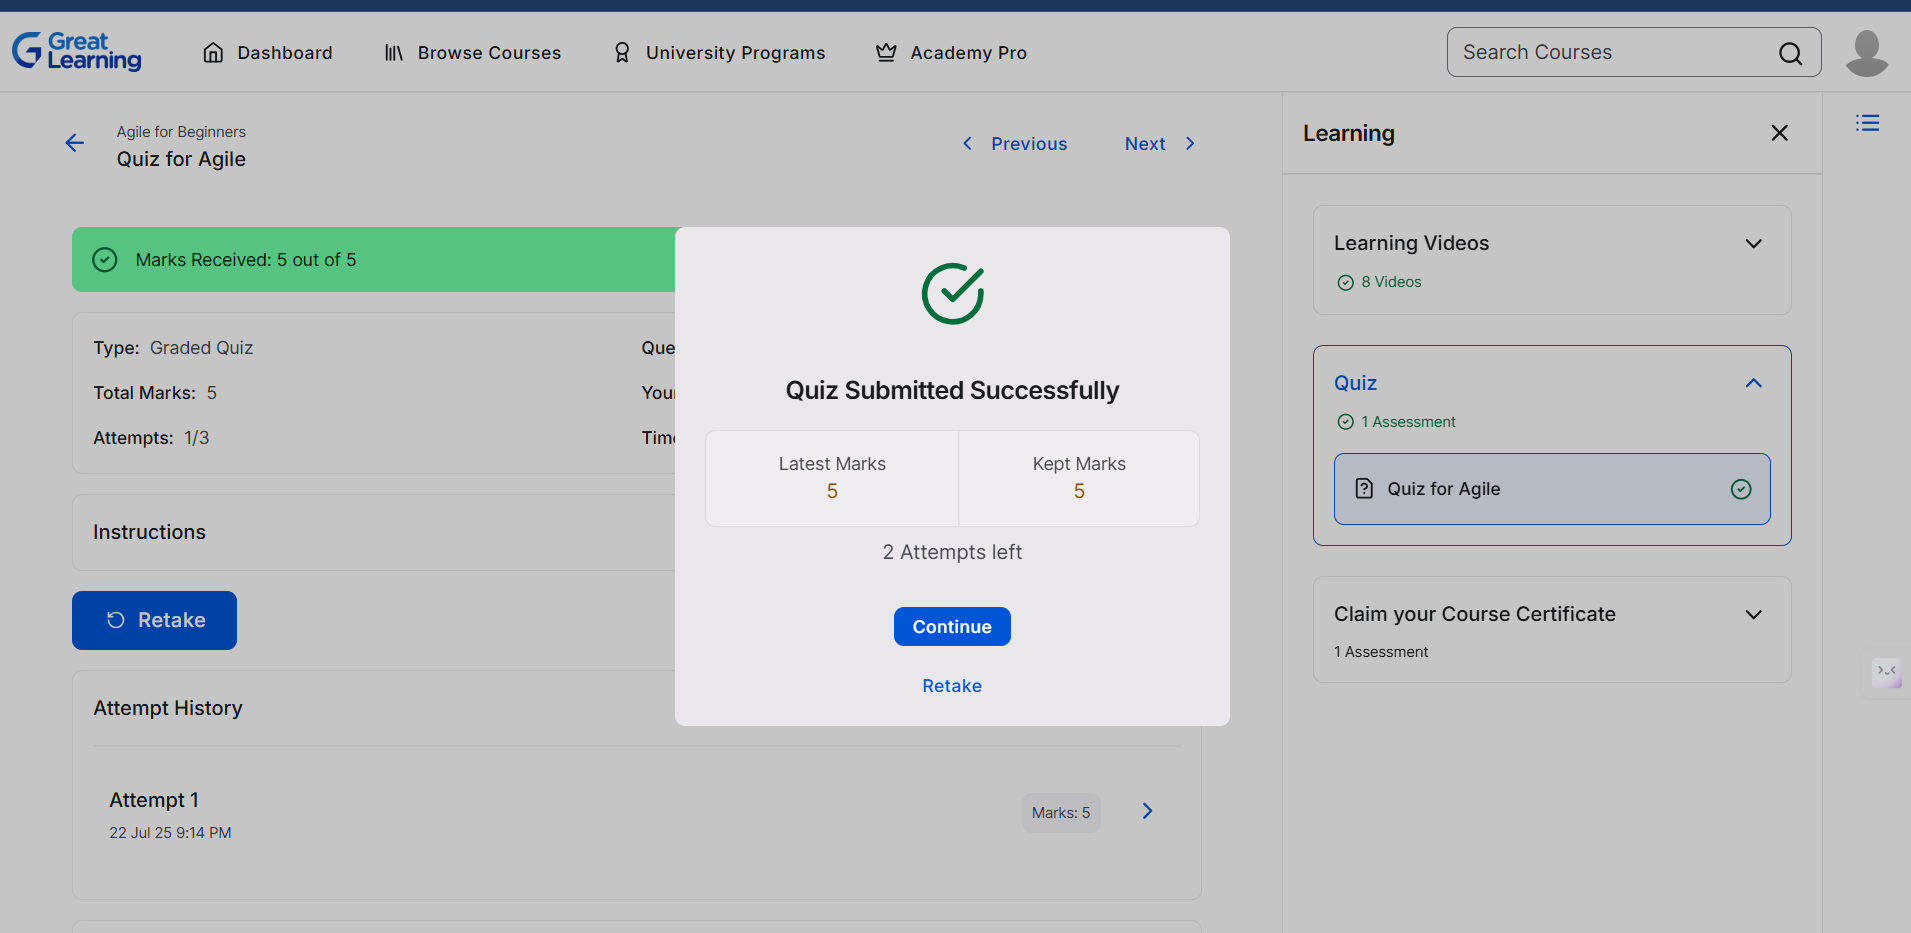 Great
Learning
Dashboard
Browse Courses
University Programs
Academy Pro
Search Courses
Agile for Beginners
Quiz for Agile
Previous
Next
Marks Received: 5 out of 5
Type: Graded Quiz
Total Marks: 5
Attempts: 1/3
Instructions
Retake
Attempt History
Attempt 1
22 Jul 25 9:14 PM
Marks: 5
Quiz Submitted Successfully
Latest Marks
5
Kept Marks
5
2 Attempts left
Continue
Retake
Learning
Learning Videos
8 Videos
Quiz
1 Assessment
Quiz for Agile
Claim your Course Certificate
1 Assessment